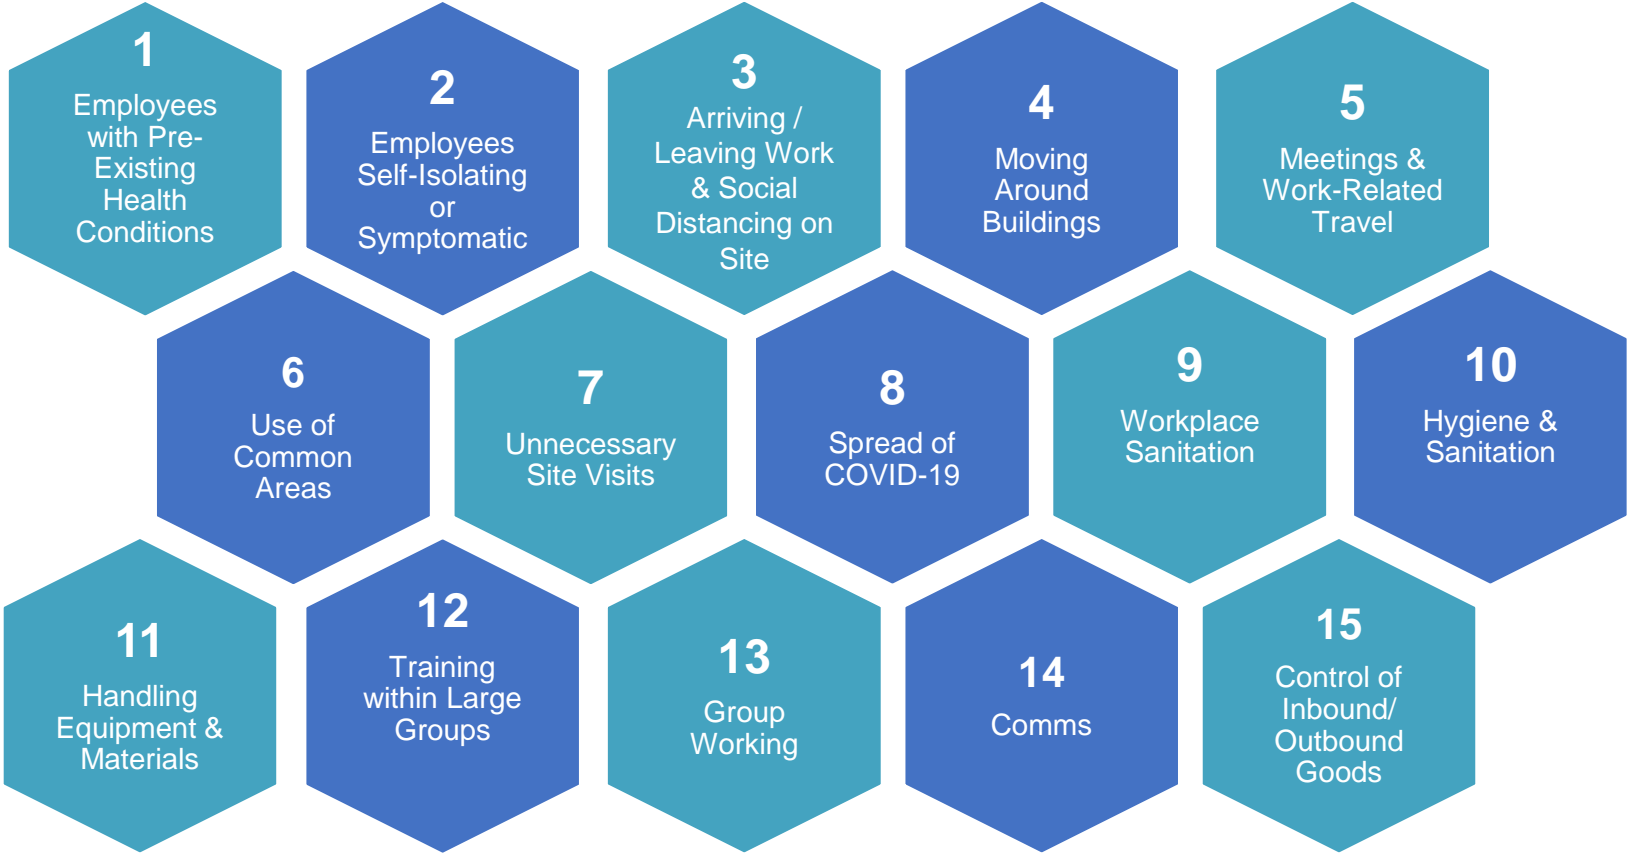 1
Employees
with Pre-
Existing
Health
Conditions
2
Employees
Self-Isolating
or
Symptomatic
3
Arriving /
Leaving Work
& Social
Distancing on
Site
4
Moving
Around
Buildings
5
Meetings &
Work-Related
Travel
6
Use of
Common
Areas
7
Unnecessary
Site Visits
8
Spread of
COVID-19
9
Workplace
Sanitation
10
Hygiene &
Sanitation
11
Handling
Equipment &
Materials
12
Training
within Large
Groups
13
Group
Working
14
Comms
15
Control of
Inbound/
Outbound
Goods